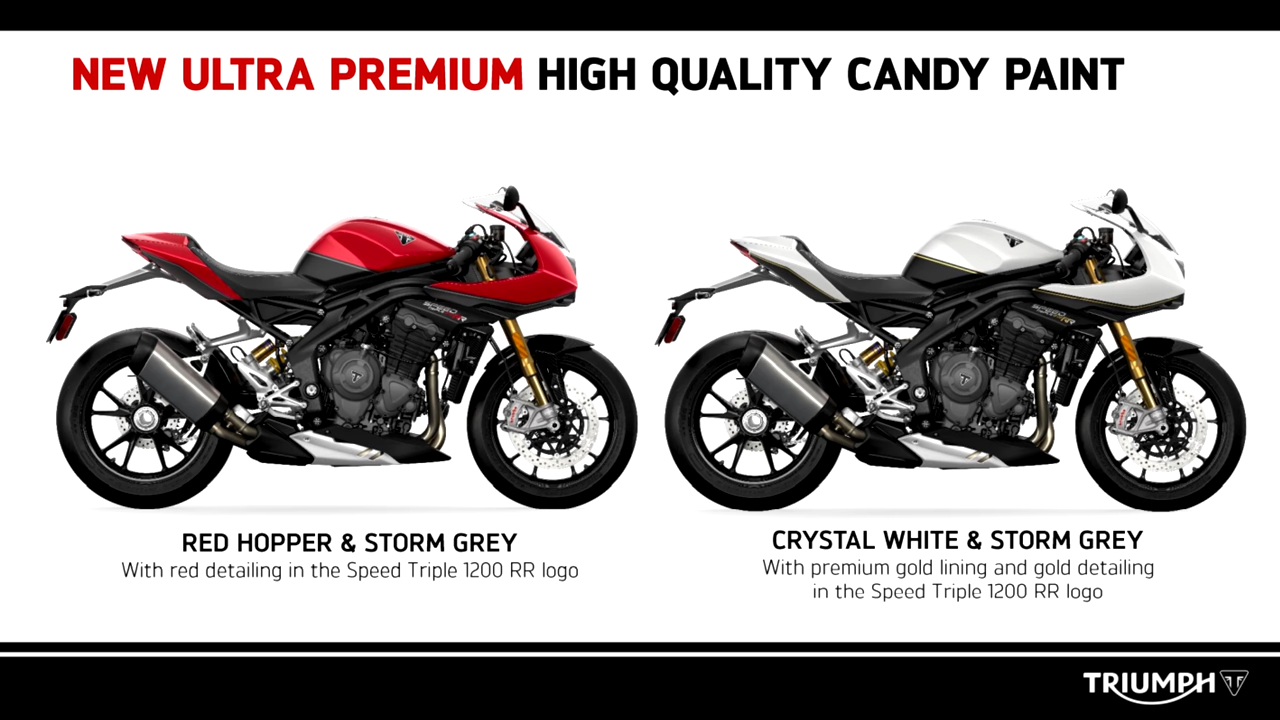 NEW ULTRA PREMIUM HIGH QUALITY CANDY PAINT
RED HOPPER & STORM GREY
With red detailing in the Speed Triple 1200 RR logo
CRYSTAL WHITE & STORM GREY
With premium gold lining and gold detailing
in the Speed Triple 1200 RR logo
TRIUMPH